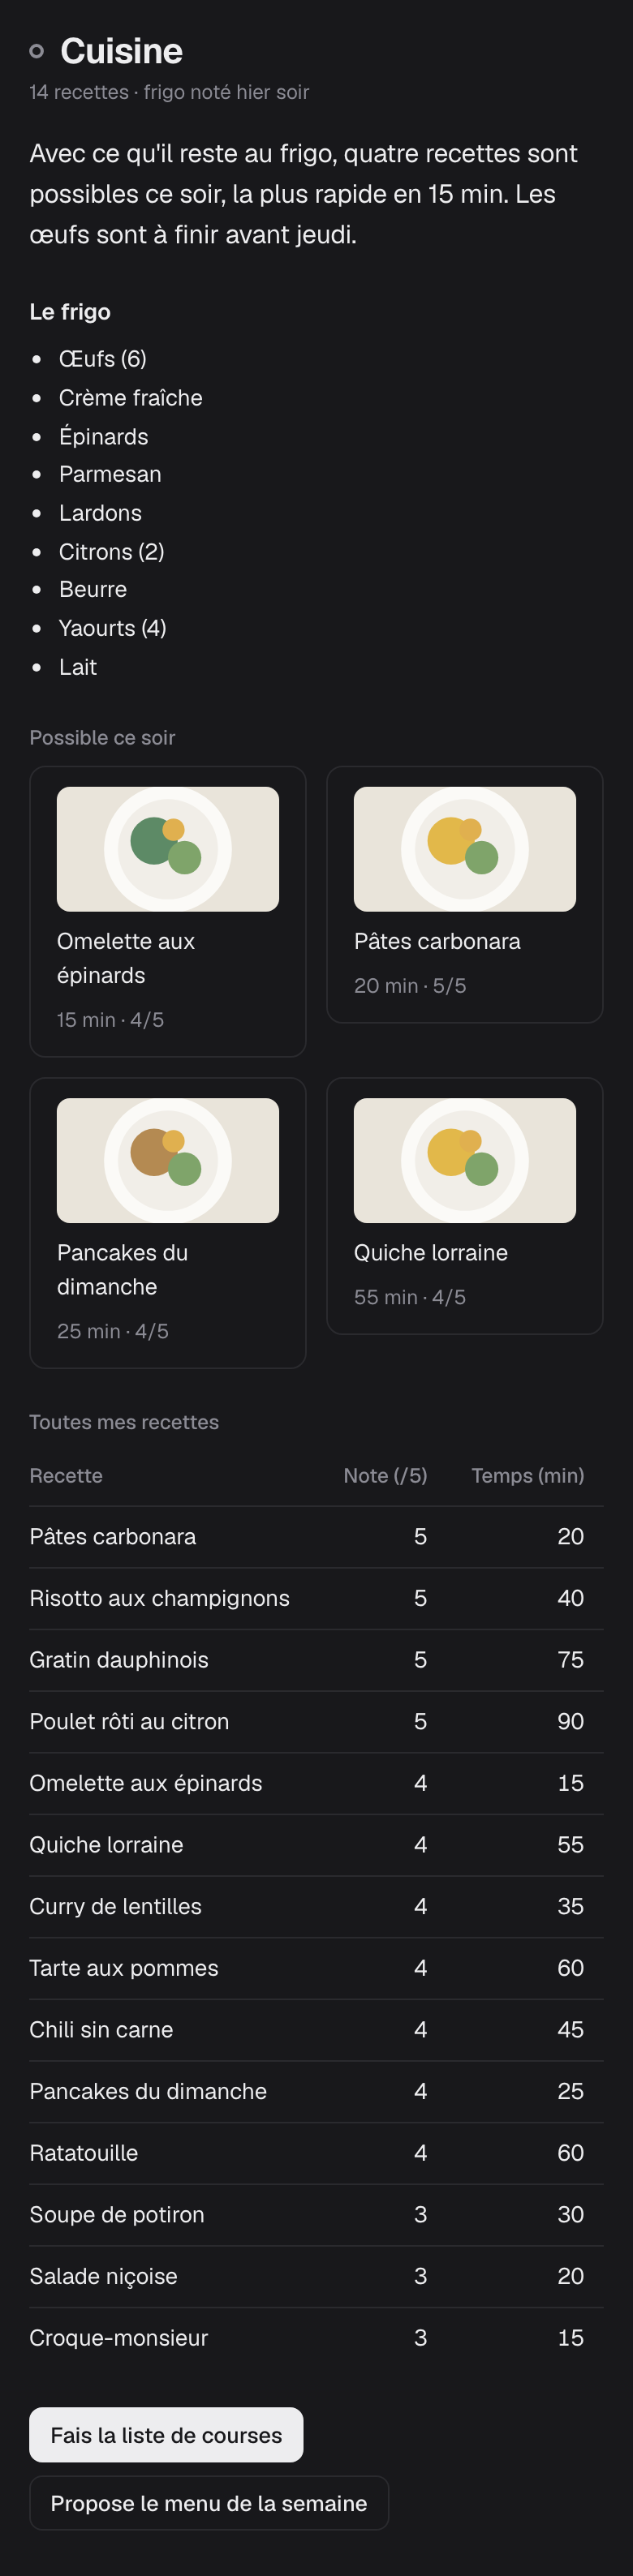 Cuisine
14 recettes · frigo noté hier soir
Avec ce qu'il reste au frigo, quatre recettes sont
possibles ce soir, la plus rapide en 15 min. Les
œufs sont à finir avant jeudi.
Le frigo
• Œufs (6)
• Crème fraîche
• Épinards
• Parmesan
• Lardons
• Citrons (2)
• Beurre
• Yaourts (4)
• Lait
Possible ce soir
Omelette aux
épinards
15 min · 4/5
Pâtes carbonara
20 min · 5/5
Pancakes du
dimanche
25 min · 4/5
Quiche lorraine
55 min · 4/5
Toutes mes recettes
Recette Note (/5) Temps (min)
Pâtes carbonara 5 20
Risotto aux champignons 5 40
Gratin dauphinois 5 75
Poulet rôti au citron 5 90
Omelette aux épinards 4 15
Quiche lorraine 4 55
Curry de lentilles 4 35
Tarte aux pommes 4 60
Chili sin carne 4 45
Pancakes du dimanche 4 25
Ratatouille 4 60
Soupe de potiron 3 30
Salade niçoise 3 20
Croque-monsieur 3 15
Fais la liste de courses
Propose le menu de la semaine